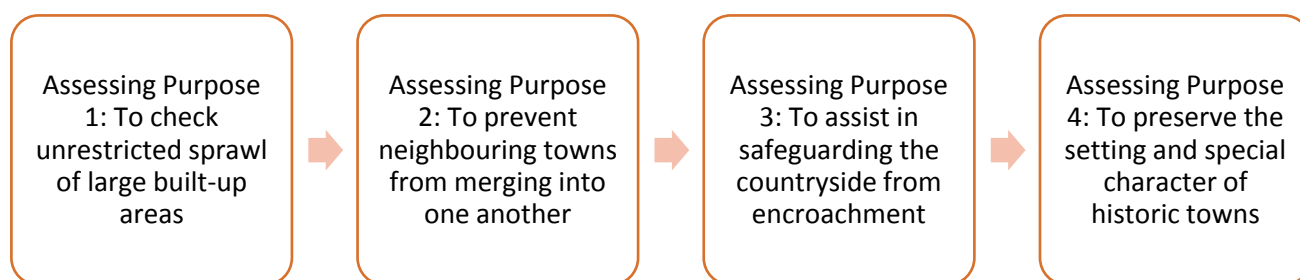 Assessing Purpose
1: To check
unrestricted sprawl
of large built-up
areas
Assessing Purpose
2: To prevent
neighbouring towns
from merging into
one another
Assessing Purpose
3: To assist in
safeguarding the
countryside from
encroachment
Assessing Purpose
4: To preserve the
setting and special
character of
historic towns